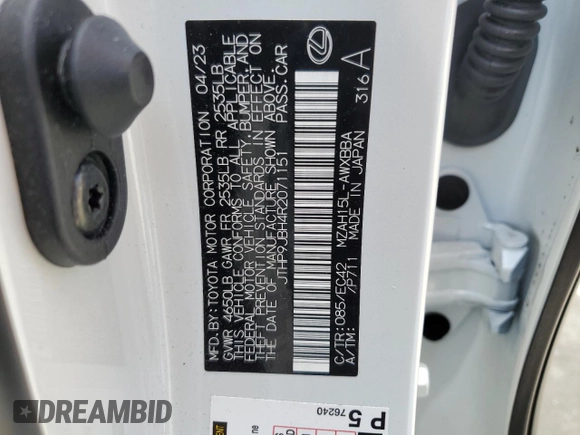 MFD. BY: TOYOTA MOTOR CORPORATION 04/23
GVWR 4650LB GAWR FR 2535LB RR 2535LB
THIS VEHICLE CONFORMS TO ALL APPLICABLE
FEDERAL MOTOR VEHICLE SAFETY, BUMPER, AND
THEFT PREVENTION STANDARDS IN EFFECT ON
THE DATE OF MANUFACTURE SHOWN ABOVE.
JTHP9JBH4R2071151 PASS.CAR
C/TR: 085/EC42 MZAH15L-AWXBBA
A/TM: /P711 MADE IN JAPAN
316 A
P
5
76240
DREAMBID